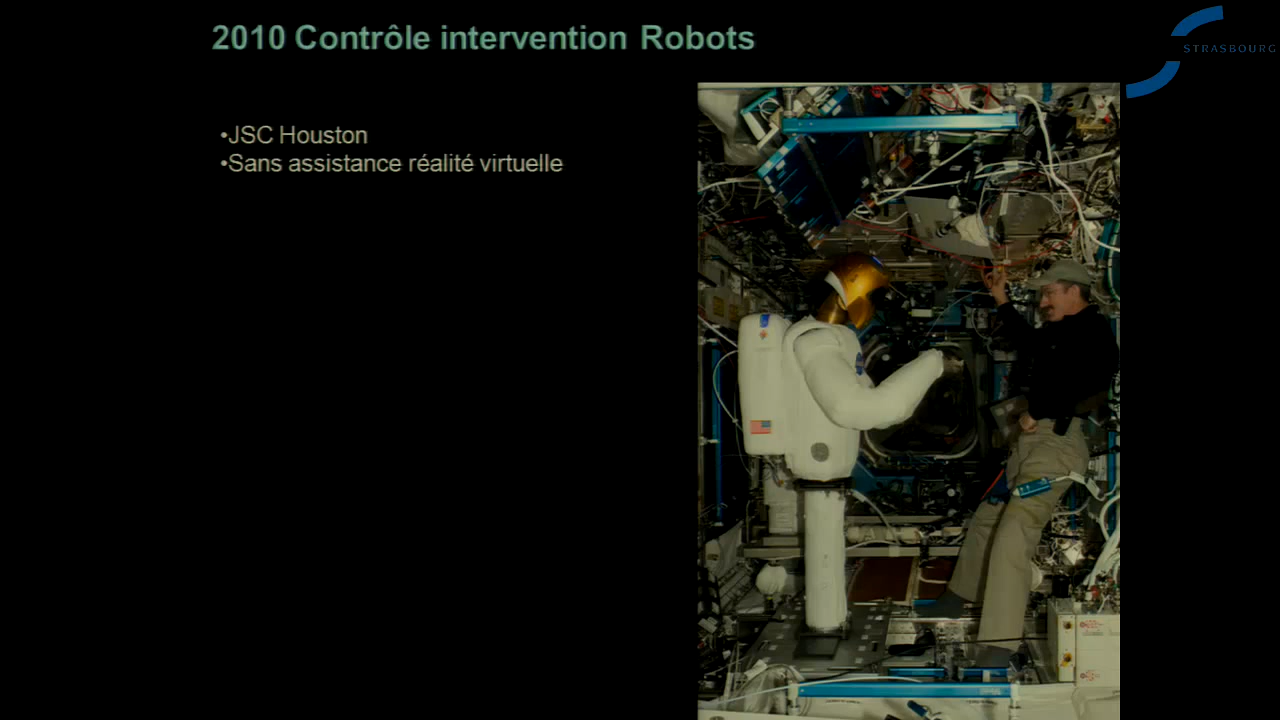 2010 Contrôle intervention Robots
STRASBOURG
•JSC Houston
•Sans assistance réalité virtuelle